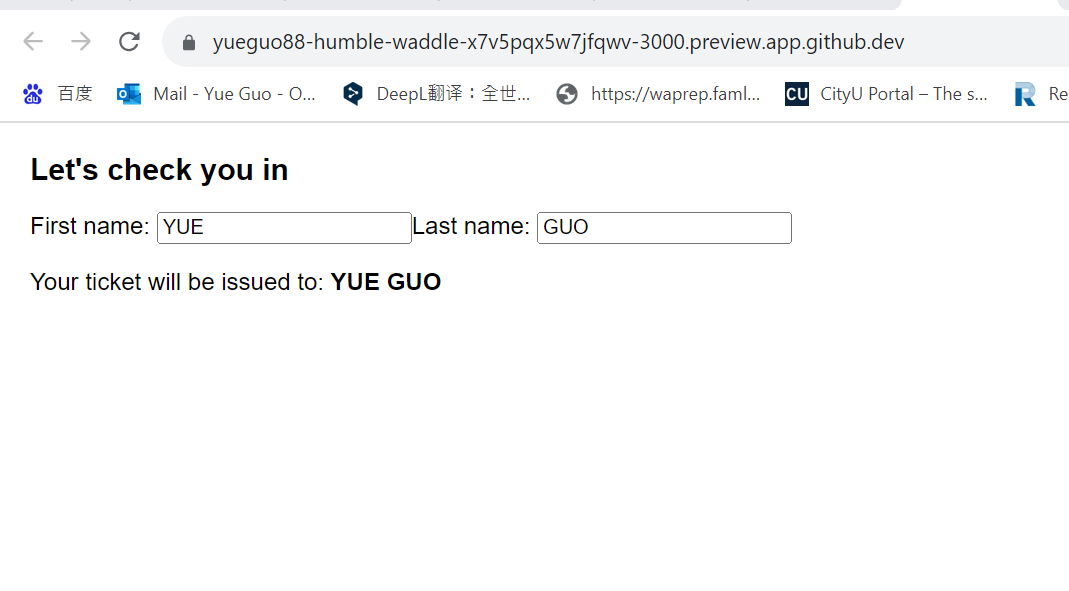 yueguo88-humble-waddle-x7v5pqx5w7jfqwv-3000.preview.app.github.dev
du 百度 Mail - Yue Guo - O... DeepL翻译：全世... https://waprep.faml... CU CityU Portal – The s... R Re
Let's check you in
First name: YUE Last name: GUO
Your ticket will be issued to: YUE GUO